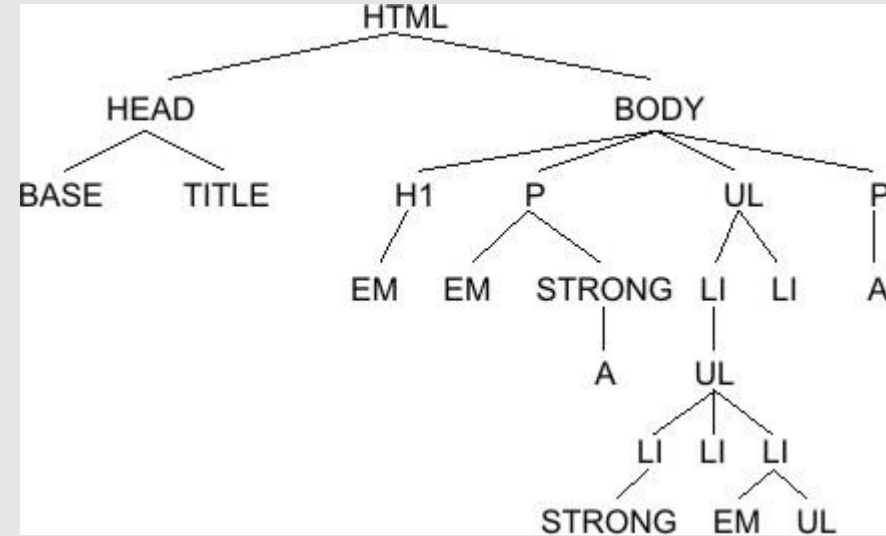 HTML
HEAD BODY
BASE TITLE H1 P UL P
EM EM STRONG LI LI A
A UL
LI LI LI
STRONG EM UL